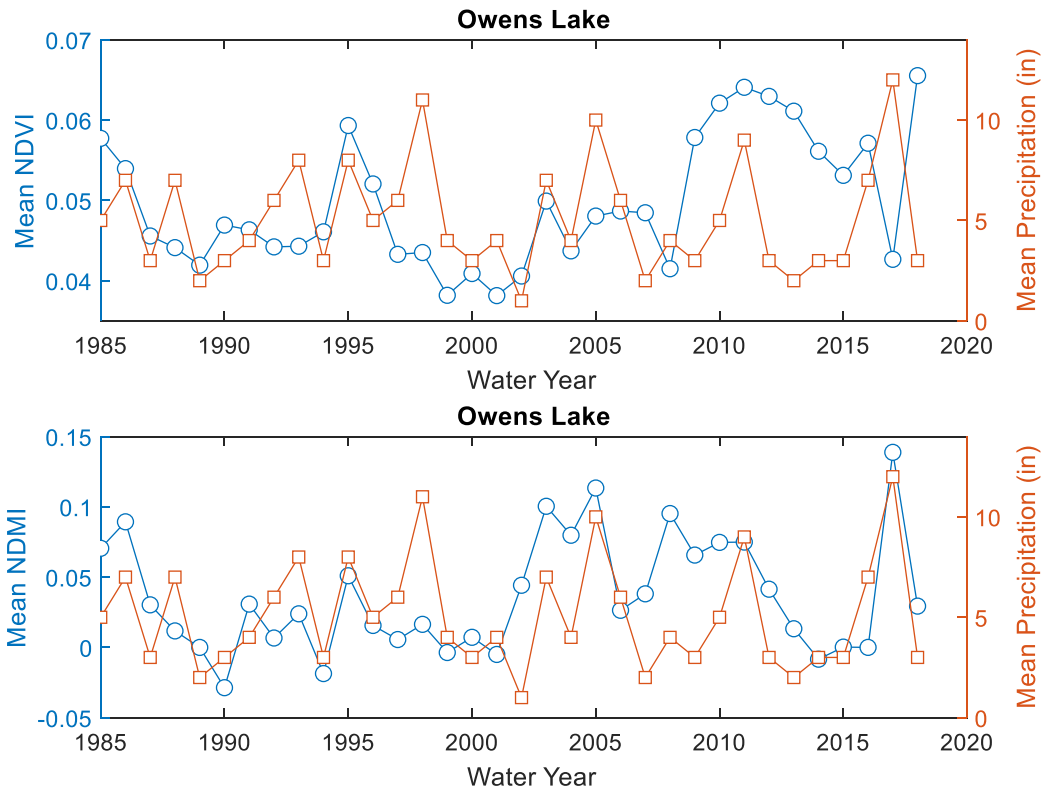 Owens Lake
0.07
0.06
0.05
0.04
Mean NDVI
10
5
0
Mean Precipitation (in)
1985 1990 1995 2000 2005 2010 2015 2020
Water Year
Owens Lake
0.15
0.1
0.05
0
-0.05
Mean NDMI
10
5
0
Mean Precipitation (in)
1985 1990 1995 2000 2005 2010 2015 2020
Water Year